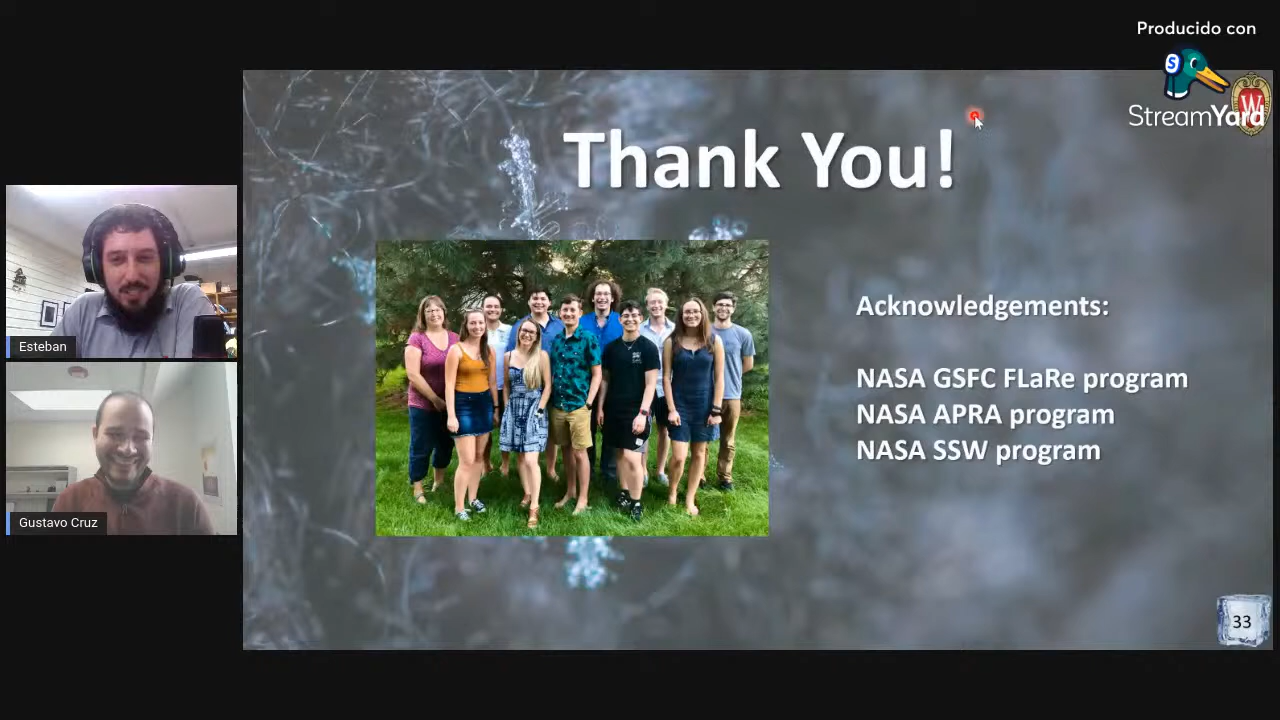 Producido con
S
StreamYard
W
Thank You!
Esteban
Gustavo Cruz
Acknowledgements:
NASA GSFC FLaRe program
NASA APRA program
NASA SSW program
33